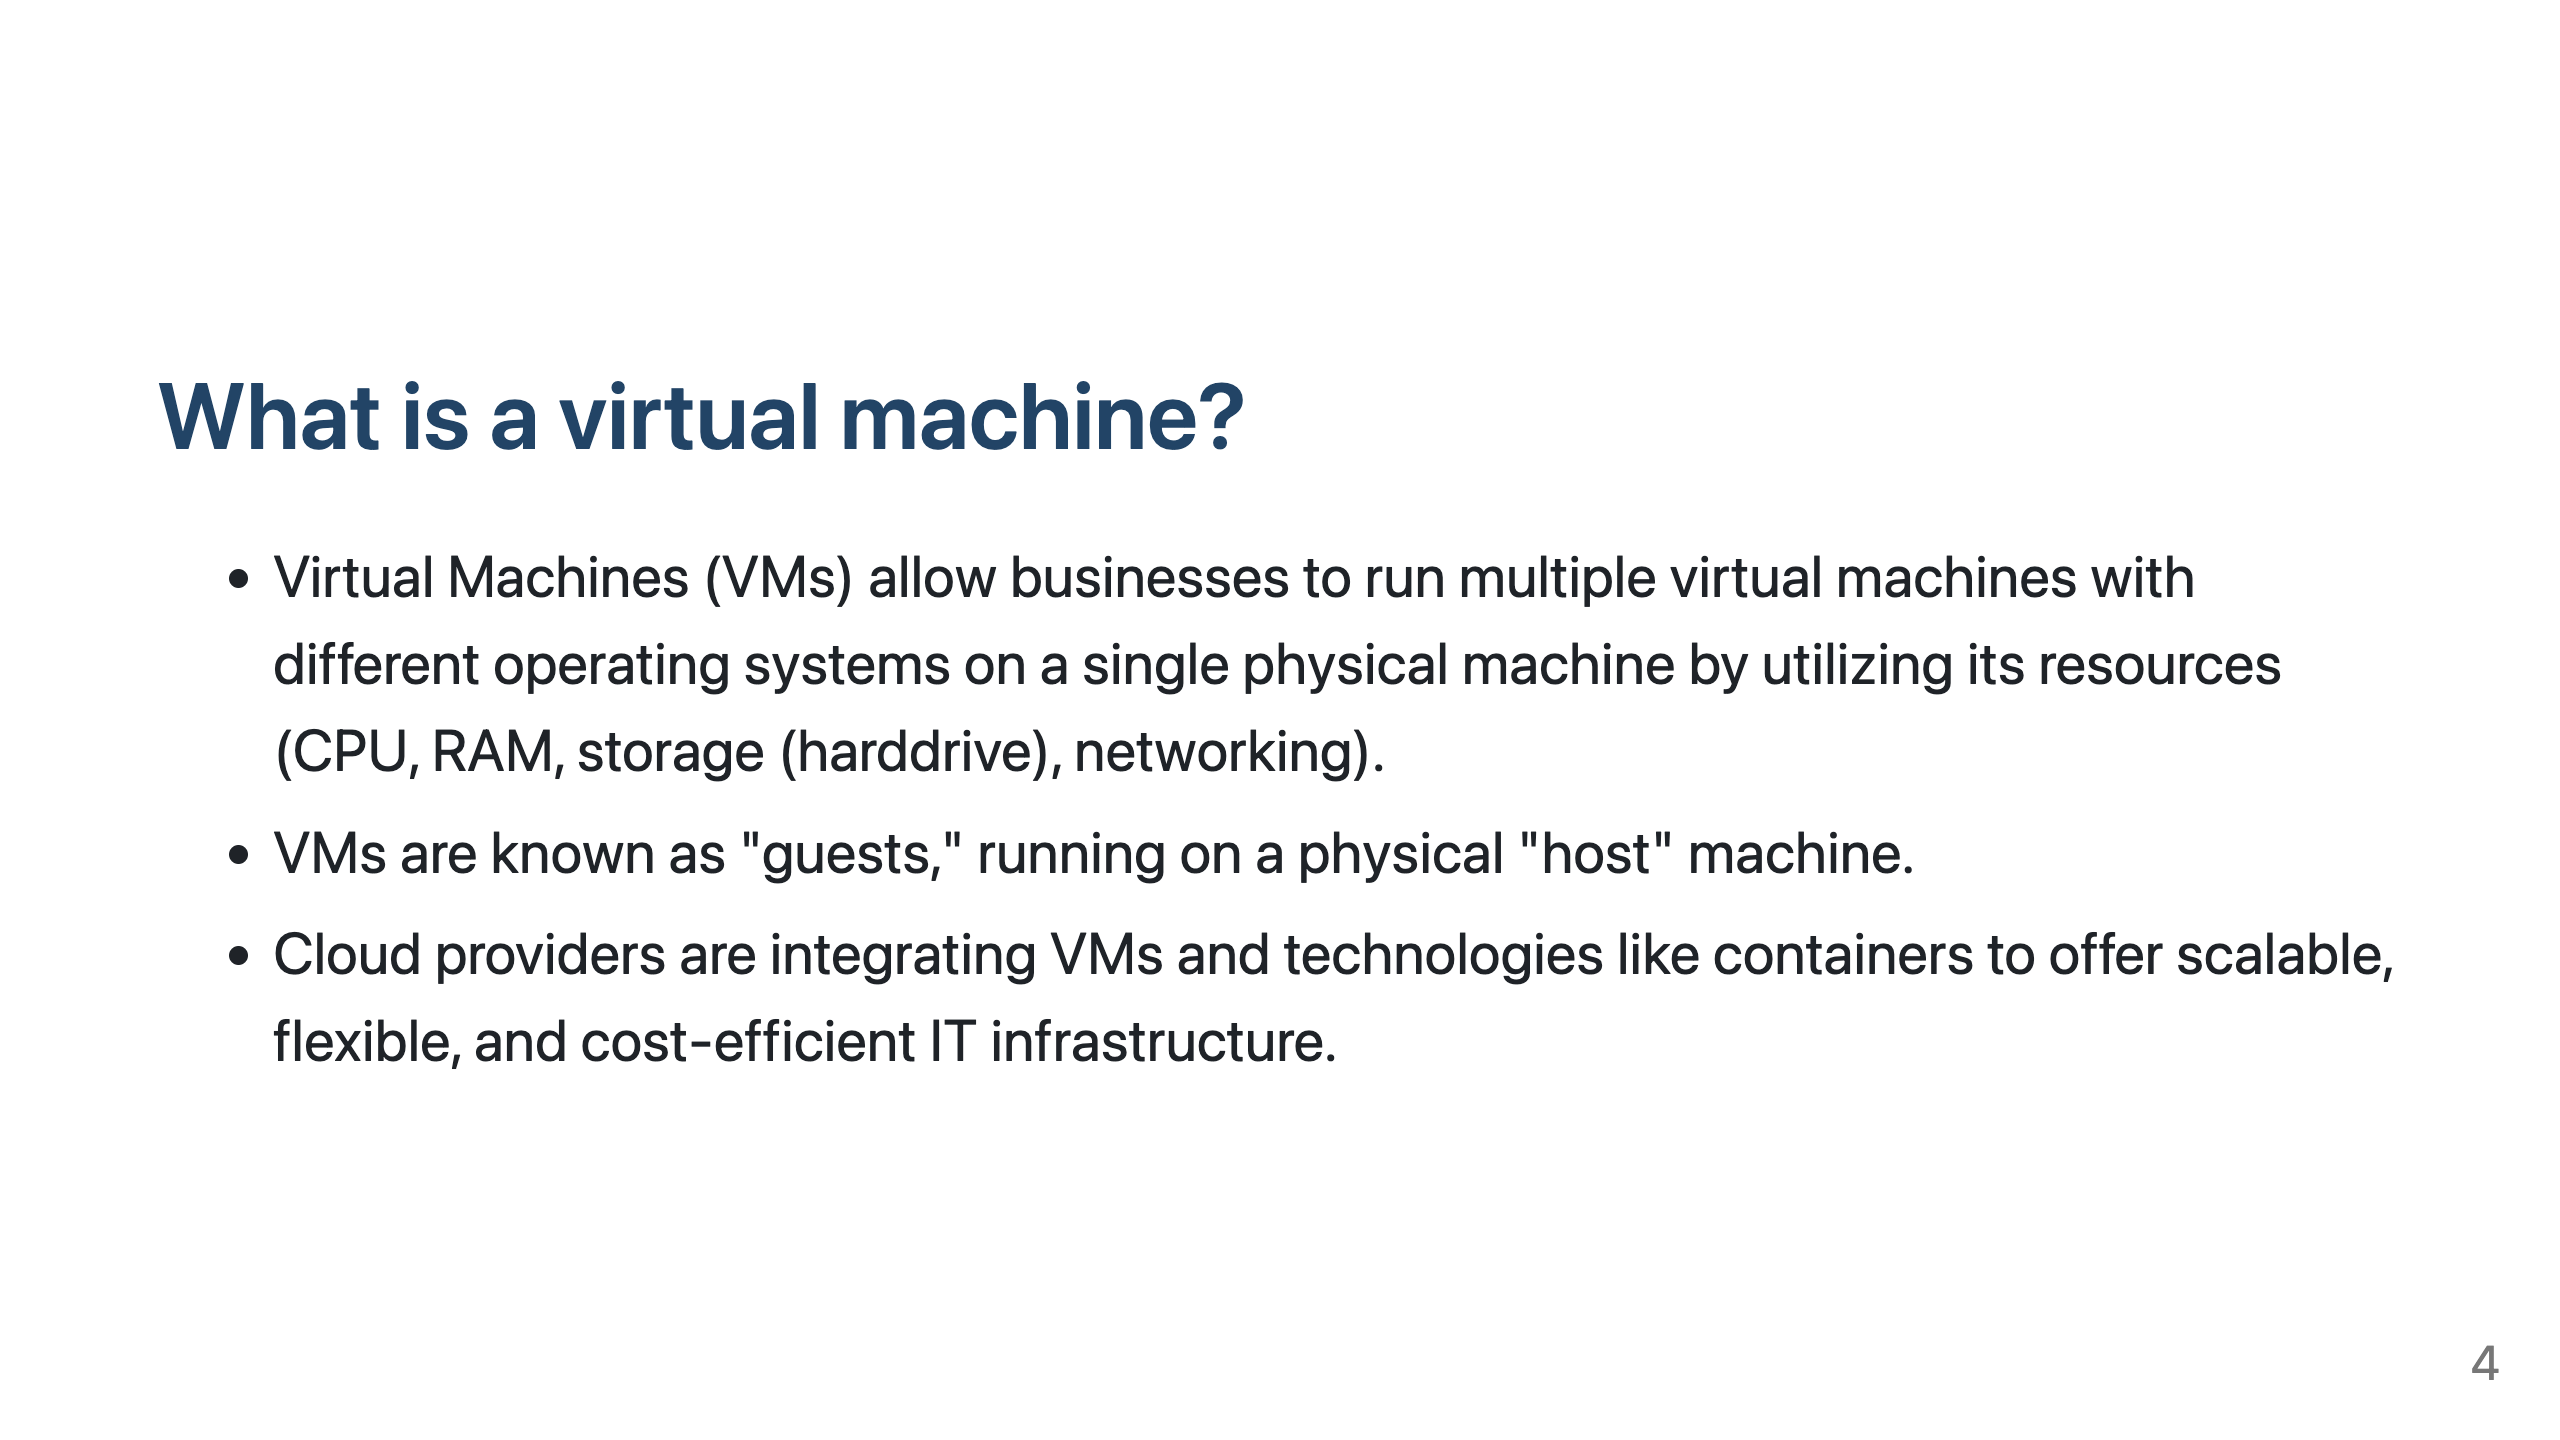 What is a virtual machine?
• Virtual Machines (VMs) allow businesses to run multiple virtual machines with
different operating systems on a single physical machine by utilizing its resources
(CPU, RAM, storage (harddrive), networking).
• VMs are known as "guests," running on a physical "host" machine.
• Cloud providers are integrating VMs and technologies like containers to offer scalable,
flexible, and cost-efficient IT infrastructure.
4